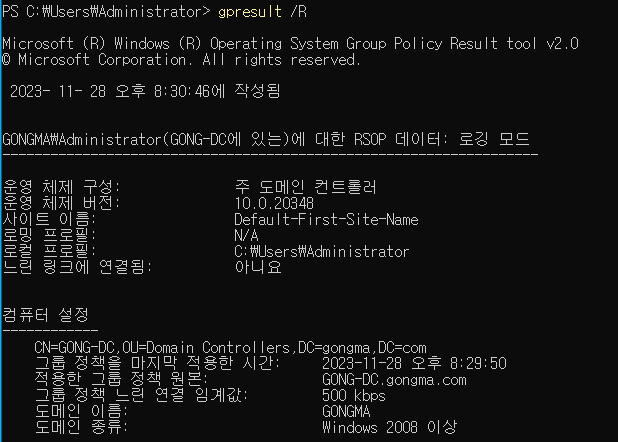 PS C:₩Users₩Administrator> gpresult /R
Microsoft (R) Windows (R) Operating System Group Policy Result tool v2.0
© Microsoft Corporation. All rights reserved.
2023- 11- 28 오후 8:30:46에 작성됨
GONGMA₩Administrator(GONG-DC에 있는)에 대한 RSOP 데이터: 로깅 모드
------------------------------------------------------------------
운영 체제 구성: 주 도메인 컨트롤러
운영 체제 버전: 10.0.20348
사이트 이름: Default-First-Site-Name
로밍 프로필: N/A
로컬 프로필: C:₩Users₩Administrator
느린 링크에 연결됨: 아니요
컴퓨터 설정
------------
CN=GONG-DC,OU=Domain Controllers,DC=gongma,DC=com
그룹 정책을 마지막 적용한 시간: 2023-11-28 오후 8:29:50
적용한 그룹 정책 원본: GONG-DC.gongma.com
그룹 정책 느린 연결 임계값: 500 kbps
도메인 이름: GONGMA
도메인 종류: Windows 2008 이상